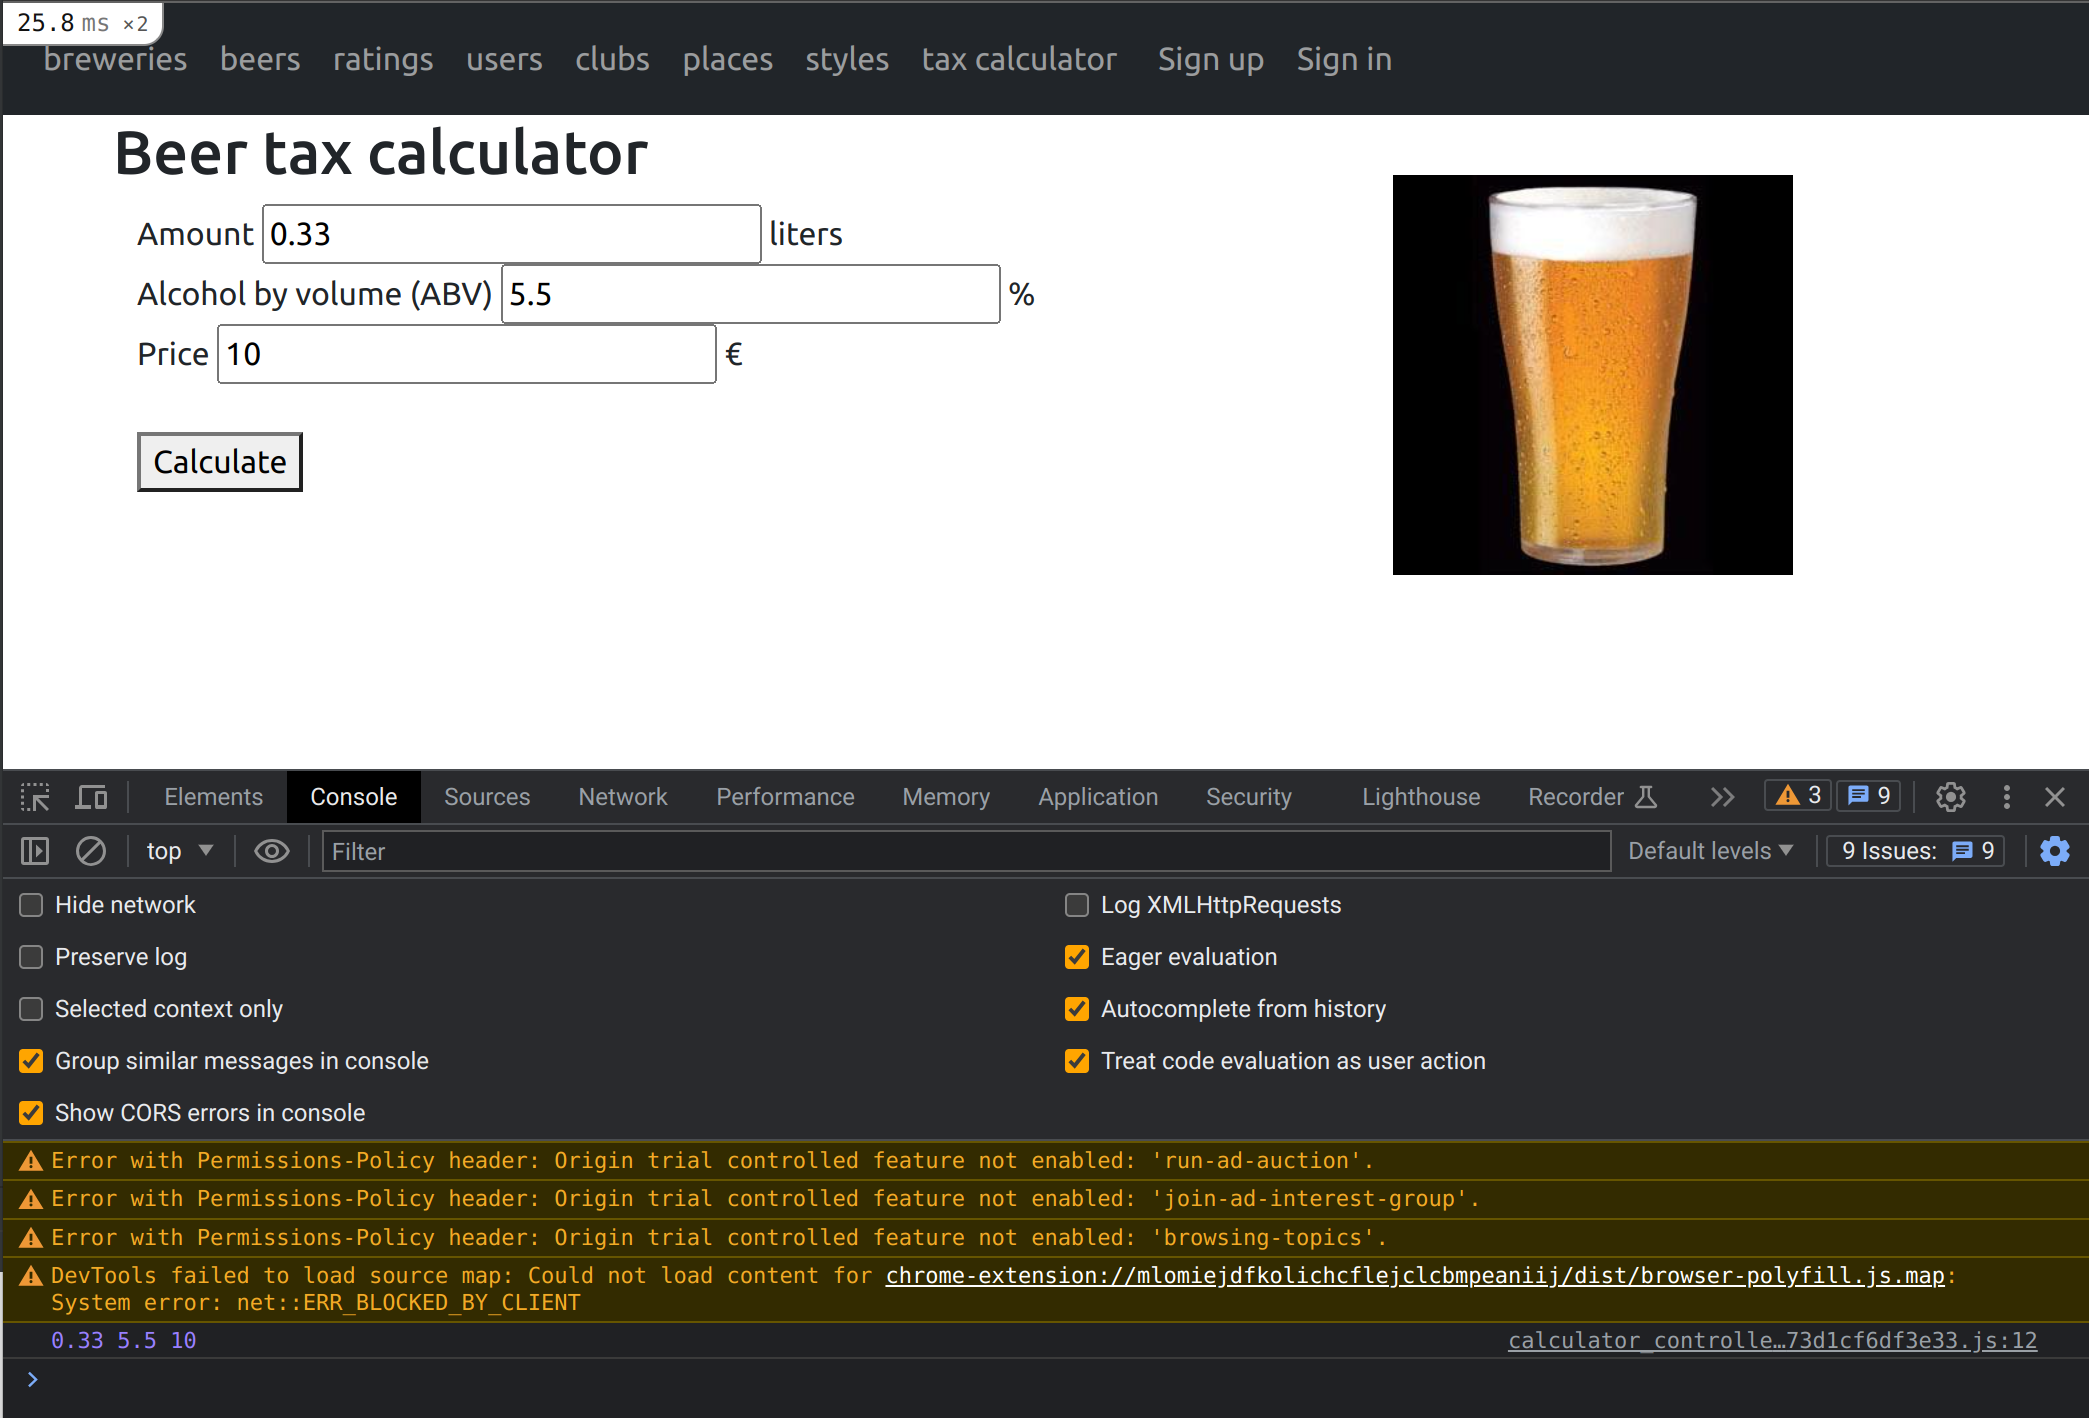 25.8 ms ×2
breweries beers ratings users clubs places styles tax calculator Sign up Sign in
Beer tax calculator
Amount 0.33 liters
Alcohol by volume (ABV) 5.5 %
Price 10 €
Calculate
Elements Console Sources Network Performance Memory Application Security Lighthouse Recorder 3 9
top Filter Default levels 9 Issues: 9
Hide network Log XMLHttpRequests
Preserve log Eager evaluation
Selected context only Autocomplete from history
Group similar messages in console Treat code evaluation as user action
Show CORS errors in console
Error with Permissions-Policy header: Origin trial controlled feature not enabled: 'run-ad-auction'.
Error with Permissions-Policy header: Origin trial controlled feature not enabled: 'join-ad-interest-group'.
Error with Permissions-Policy header: Origin trial controlled feature not enabled: 'browsing-topics'.
DevTools failed to load source map: Could not load content for chrome-extension://mlomiejdfkolichcflejclcbmpeaniij/dist/browser-polyfill.js.map:
System error: net::ERR_BLOCKED_BY_CLIENT
0.33 5.5 10 calculator_controlle…73d1cf6df3e33.js:12